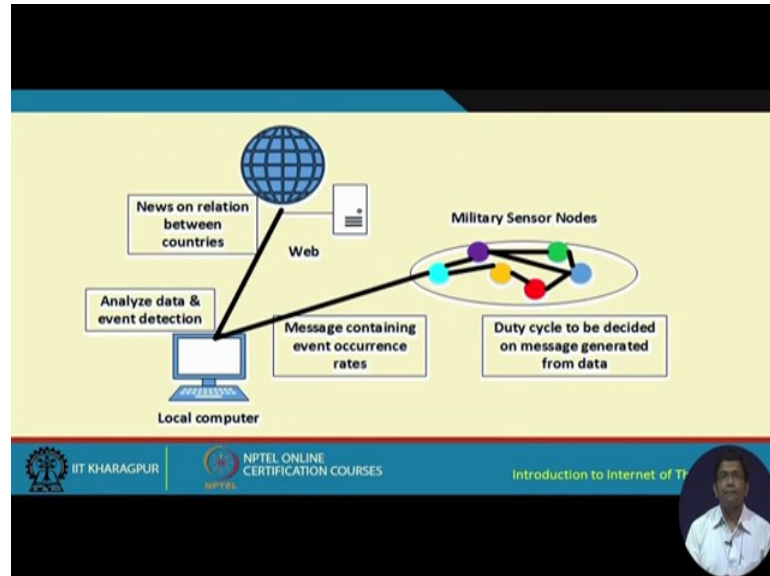 News on relation
between
countries
Web
Military Sensor Nodes
Analyze data &
event detection
Message containing
event occurrence
rates
Duty cycle to be decided
on message generated
from data
Local computer
IIT KHARAGPUR
NPTEL
NPTEL ONLINE
CERTIFICATION COURSES
Introduction to Internet of